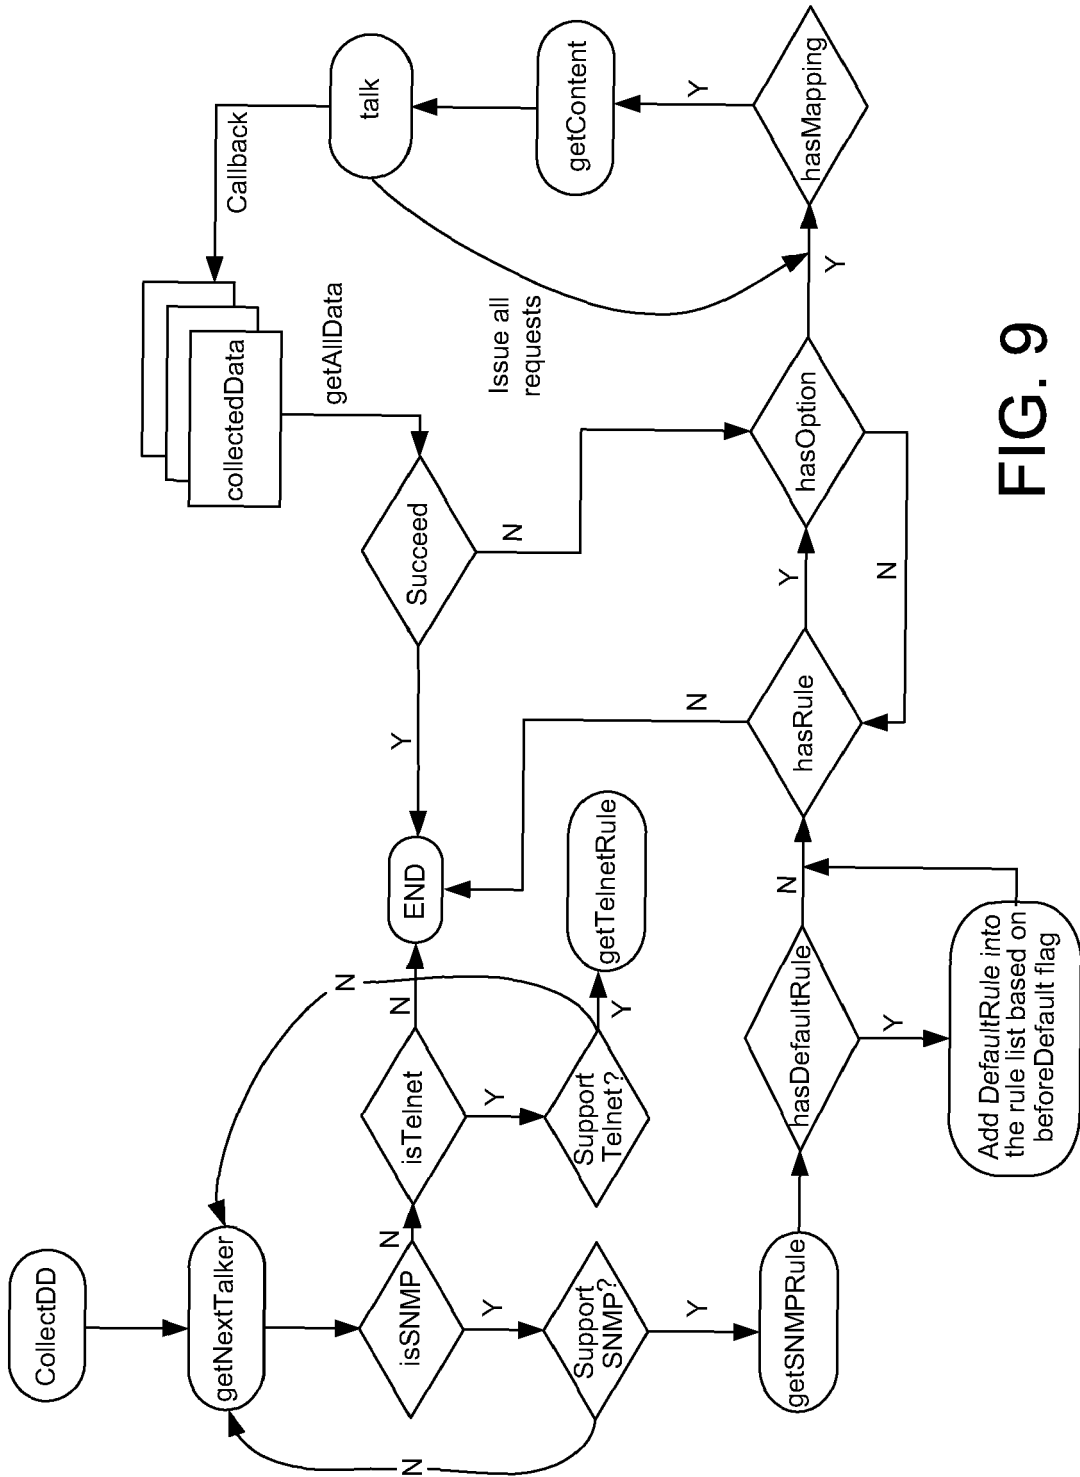 CollectDD
getNextTalker
N
isSNMP
N
Y
Support
SNMP?
Y
getSNMPRule
isTelnet
N
Y
Support
Telnet?
N
Y
getTelnetRule
END
hasDefaultRule
N
Y
Add DefaultRule into
the rule list based on
beforeDefault flag
hasRule
N
Y
hasOption
N
Y
hasMapping
Y
getContent
talk
Issue all
requests
Callback
collectedData
getAllData
Succeed
Y
N
FIG. 9